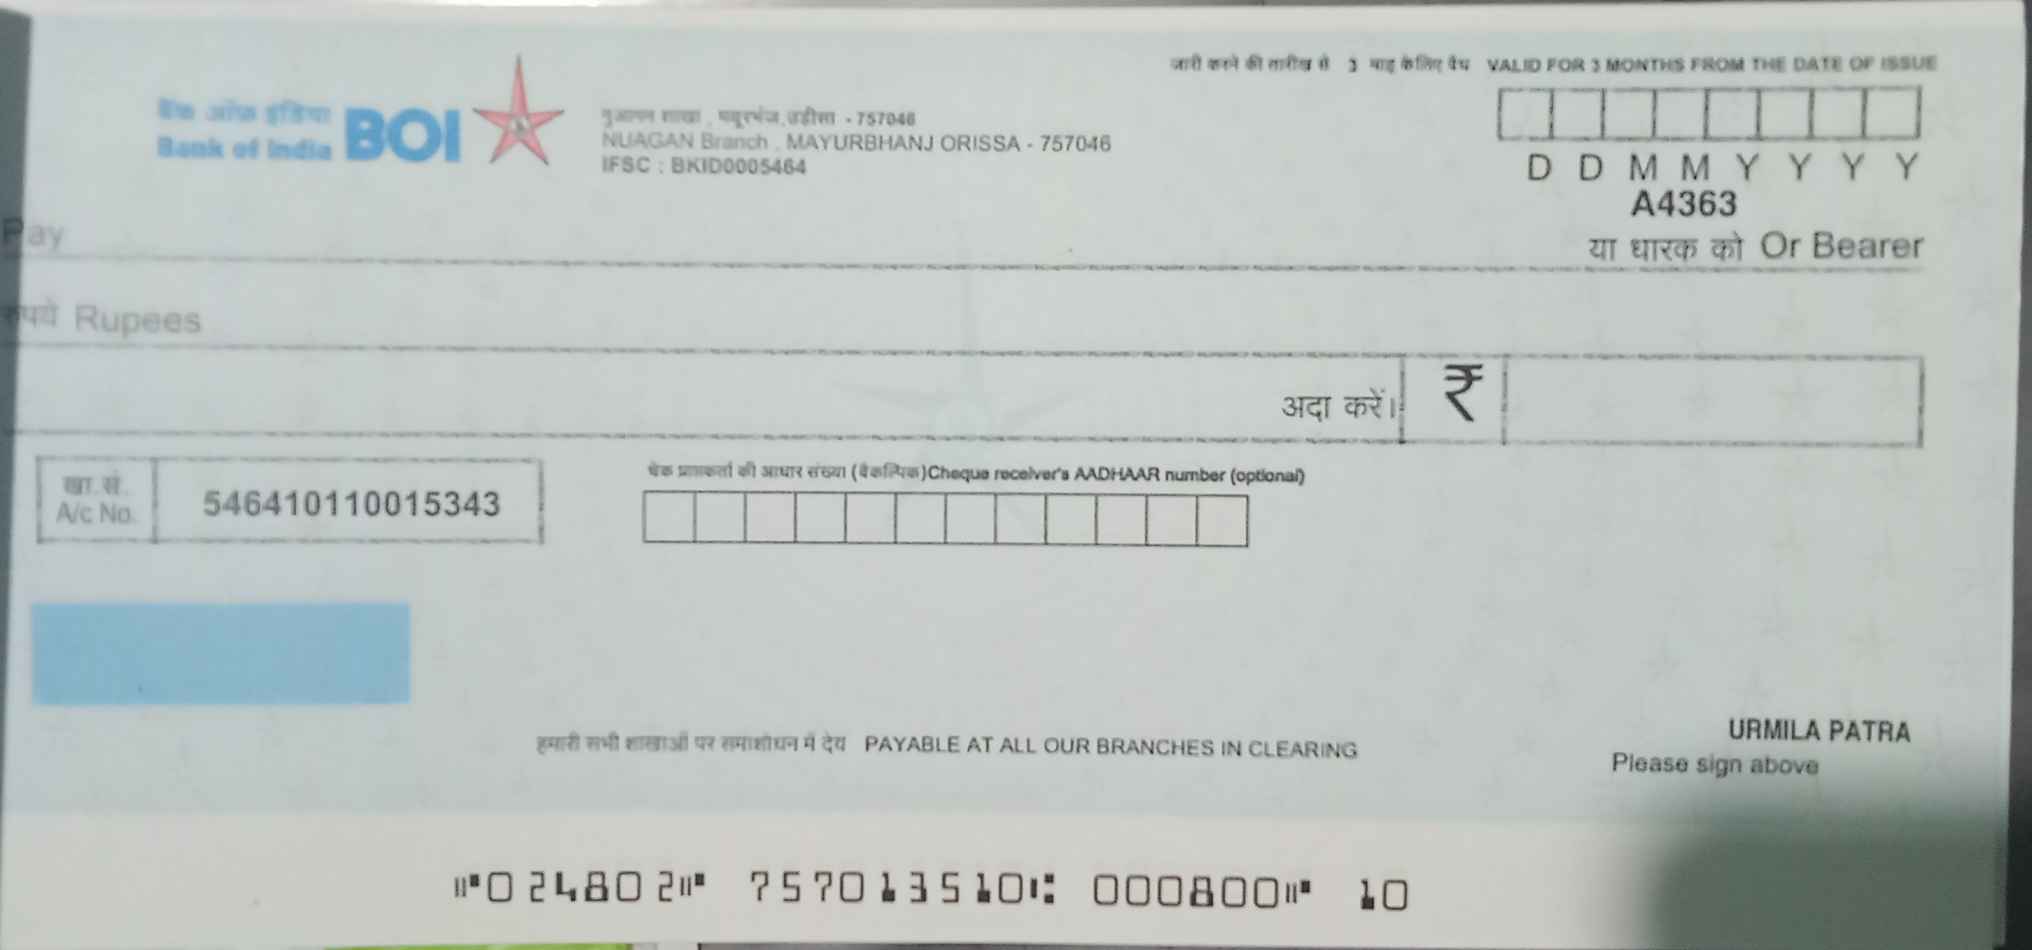 जारी करने की तारीख से 3 माह के लिए वैध VALID FOR 3 MONTHS FROM THE DATE OF ISSUE
बैंक ऑफ इंडिया
Bank of India BOI
नुआगन शाखा , मयूरभंज,उडीसा - 757046
NUAGAN Branch , MAYURBHANJ ORISSA - 757046
IFSC : BKID0005464
D D M M Y Y Y Y
A4363
Pay या धारक को Or Bearer
रुपये Rupees
अदा करें। ₹
खा. सं.
A/c No. 546410110015343
चेक प्राप्तकर्ता की आधार संख्या (वैकल्पिक)Cheque receiver's AADHAAR number (optional)
हमारी सभी शाखाओं पर समाशोधन में देय PAYABLE AT ALL OUR BRANCHES IN CLEARING
URMILA PATRA
Please sign above
⑈024802⑈ 757013510⑆ 000800⑈ 10